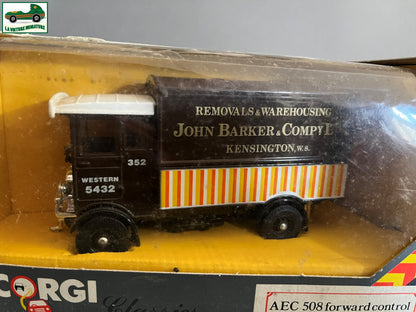 LA VOITURE MINIATURE
REMOVALS & WAREHOUSING
JOHN BARKER & COMPY L
KENSINGTON, W.8.
352
WESTERN
5432
CORGI
Classics
AEC 508 forward control